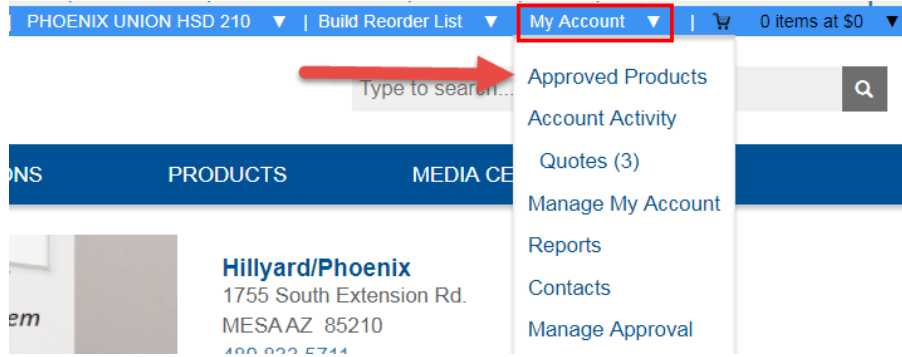 PHOENIX UNION HSD 210 ▼ | Build Reorder List ▼ My Account ▼ | 0 items at $0 ▼
Type to search...
Approved Products
Account Activity
Quotes (3)
Manage My Account
Reports
Contacts
Manage Approval
ONS PRODUCTS MEDIA CE
em
Hillyard/Phoenix
1755 South Extension Rd.
MESA AZ 85210
480 833 5711